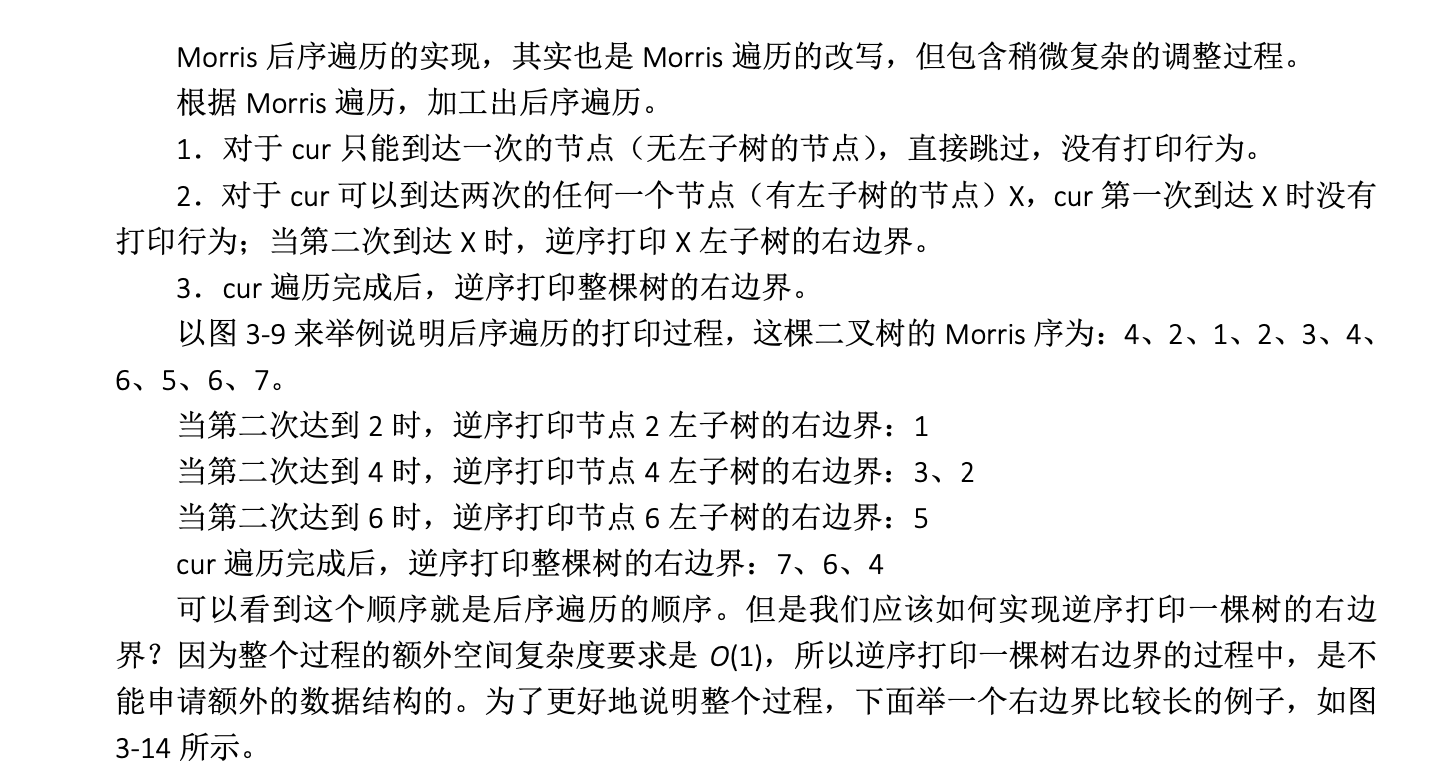 Morris 后序遍历的实现，其实也是 Morris 遍历的改写，但包含稍微复杂的调整过程。
根据 Morris 遍历，加工出后序遍历。
1．对于 cur 只能到达一次的节点（无左子树的节点），直接跳过，没有打印行为。
2．对于 cur 可以到达两次的任何一个节点（有左子树的节点）X，cur 第一次到达 X 时没有
打印行为；当第二次到达 X 时，逆序打印 X 左子树的右边界。
3．cur 遍历完成后，逆序打印整棵树的右边界。
以图 3-9 来举例说明后序遍历的打印过程，这棵二叉树的 Morris 序为：4、2、1、2、3、4、
6、5、6、7。
当第二次达到 2 时，逆序打印节点 2 左子树的右边界：1
当第二次达到 4 时，逆序打印节点 4 左子树的右边界：3、2
当第二次达到 6 时，逆序打印节点 6 左子树的右边界：5
cur 遍历完成后，逆序打印整棵树的右边界：7、6、4
可以看到这个顺序就是后序遍历的顺序。但是我们应该如何实现逆序打印一棵树的右边
界？因为整个过程的额外空间复杂度要求是 O(1)，所以逆序打印一棵树右边界的过程中，是不
能申请额外的数据结构的。为了更好地说明整个过程，下面举一个右边界比较长的例子，如图
3-14 所示。